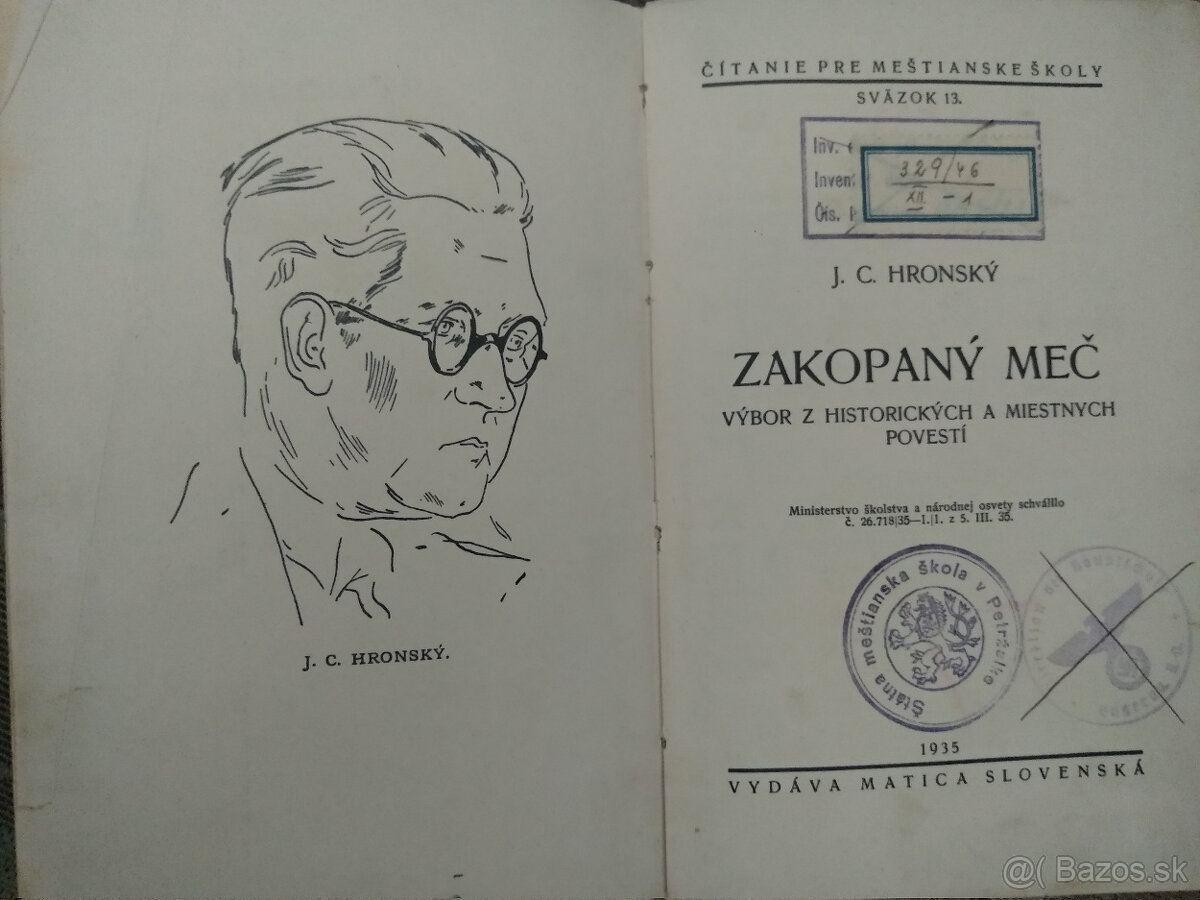 J. C. HRONSKÝ.
ČÍTANIE PRE MEŠTIANSKE ŠKOLY
SVÄZOK 13.
Inv.
Inven
Čís.
329/46
XII. - 1
J. C. HRONSKÝ
ZAKOPANÝ MEČ
VÝBOR Z HISTORICKÝCH A MIESTNYCH
POVESTÍ
Ministerstvo školstva a národnej osvety schválilo
č. 26.718|35—I.|1. z 5. III. 35.
Štátna meštianska škola v Petržalke
1935
VYDÁVA MATICA SLOVENSKÁ
@( Bazos.sk